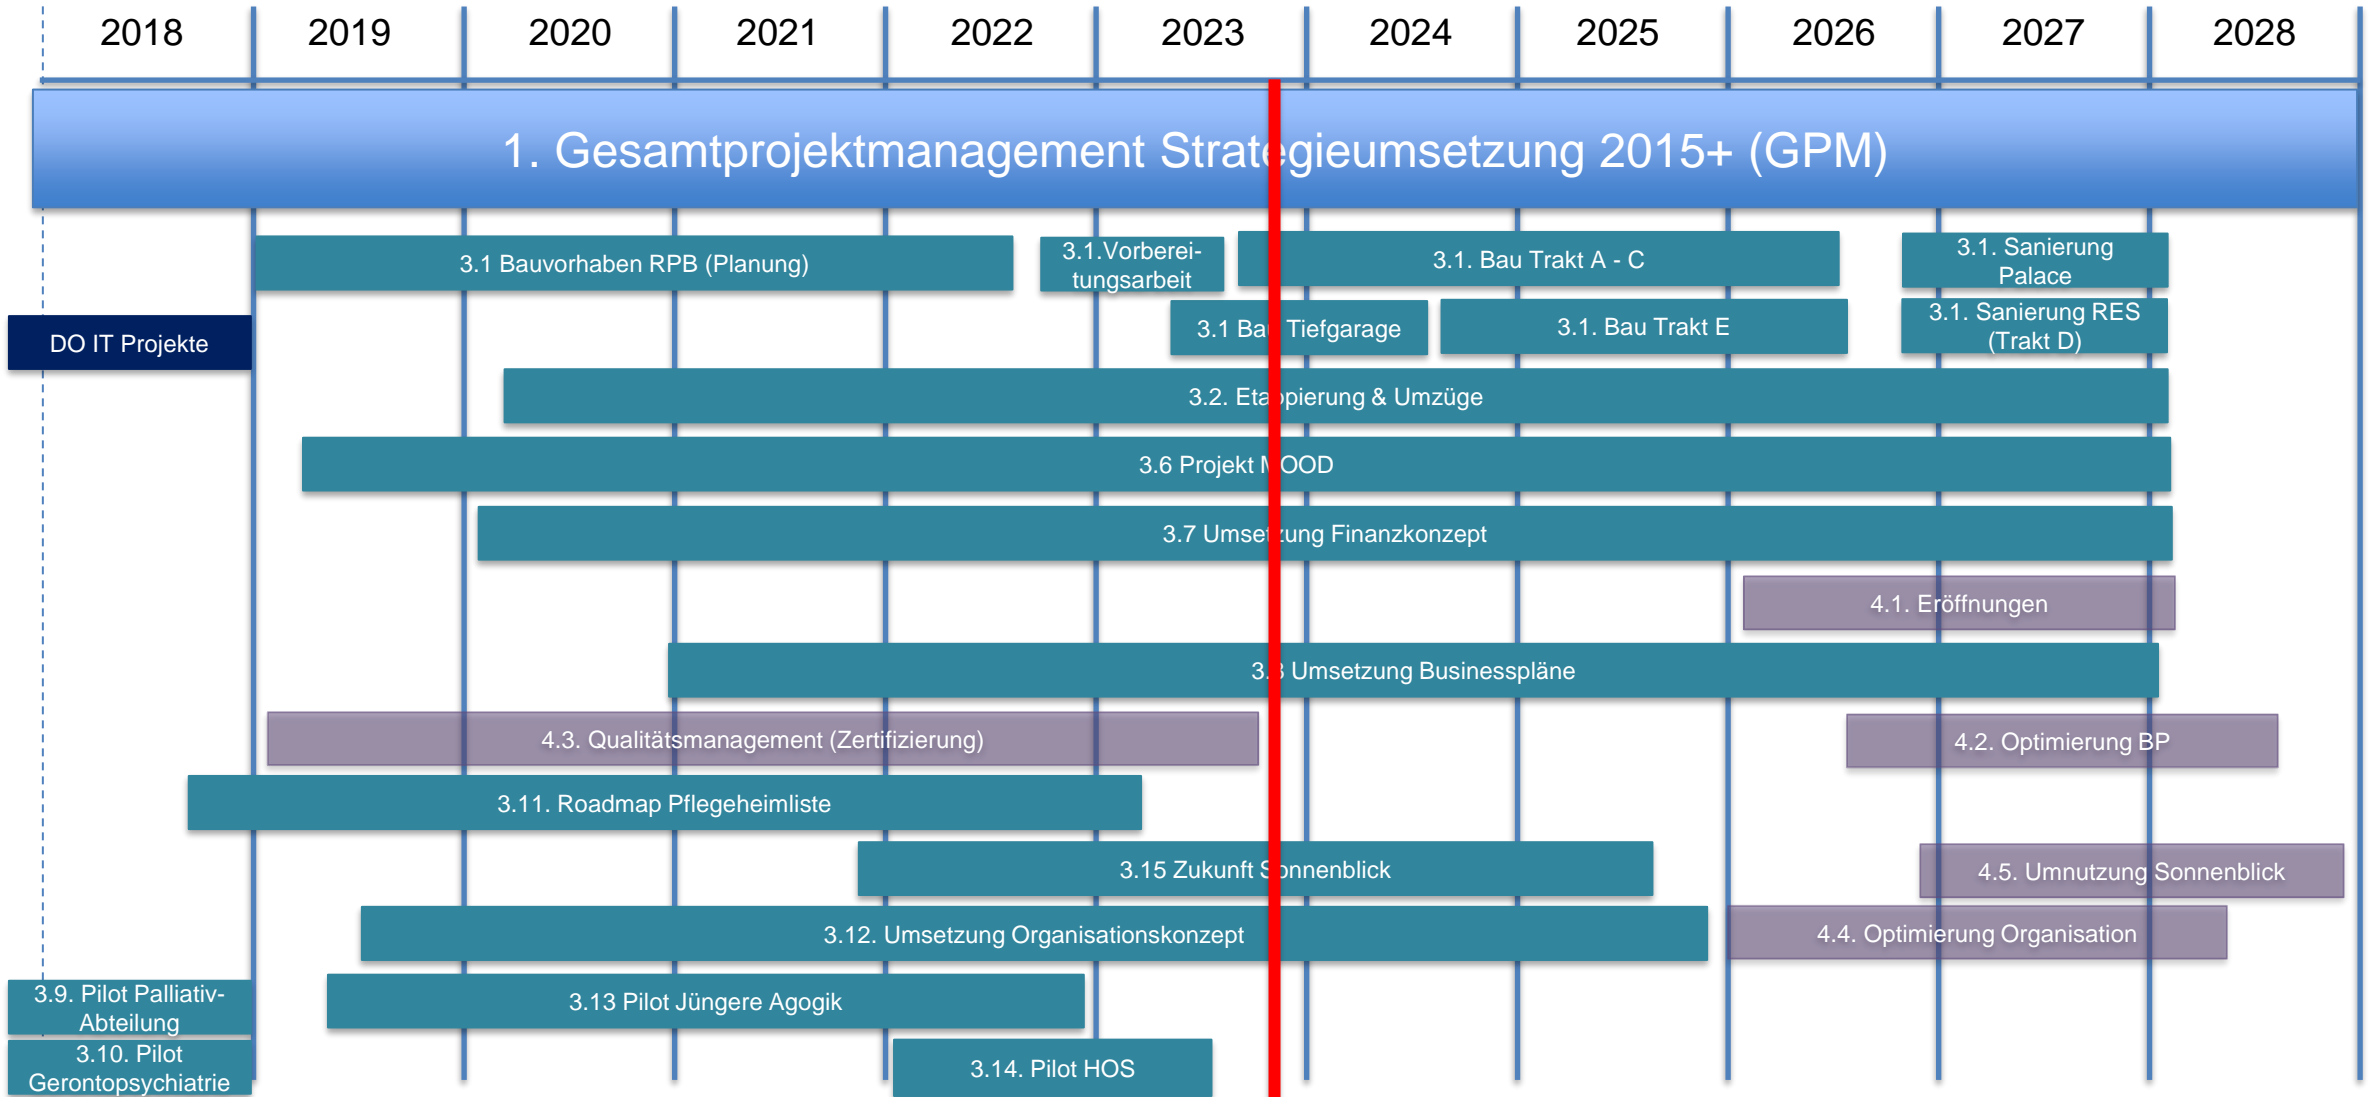 2018 2019 2020 2021 2022 2023 2024 2025 2026 2027 2028
1. Gesamtprojektmanagement Strategieumsetzung 2015+ (GPM)
3.1 Bauvorhaben RPB (Planung)
3.1.Vorberei-
tungsarbeit
3.1. Bau Trakt A - C
3.1. Sanierung
Palace
DO IT Projekte
3.1 Bau Tiefgarage
3.1. Bau Trakt E
3.1. Sanierung RES
(Trakt D)
3.2. Etappierung & Umzüge
3.6 Projekt MOOD
3.7 Umsetzung Finanzkonzept
4.1. Eröffnungen
3.8 Umsetzung Businesspläne
4.3. Qualitätsmanagement (Zertifizierung)
4.2. Optimierung BP
3.11. Roadmap Pflegeheimliste
3.15 Zukunft Sonnenblick
4.5. Umnutzung Sonnenblick
3.12. Umsetzung Organisationskonzept
4.4. Optimierung Organisation
3.9. Pilot Palliativ-
Abteilung
3.13 Pilot Jüngere Agogik
3.10. Pilot
Gerontopsychiatrie
3.14. Pilot HOS